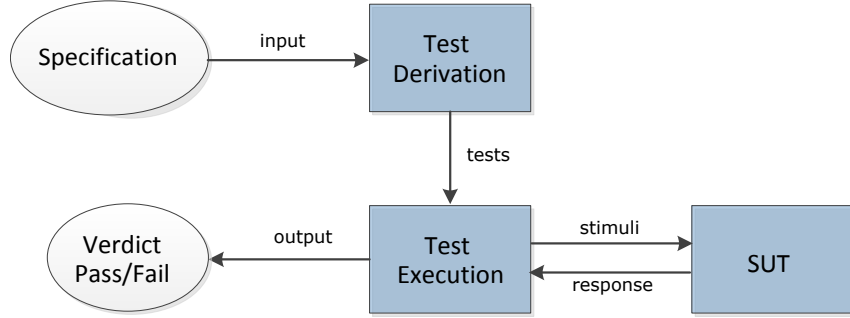 Specification
input
Test
Derivation
tests
Verdict
Pass/Fail
output
Test
Execution
stimuli
response
SUT